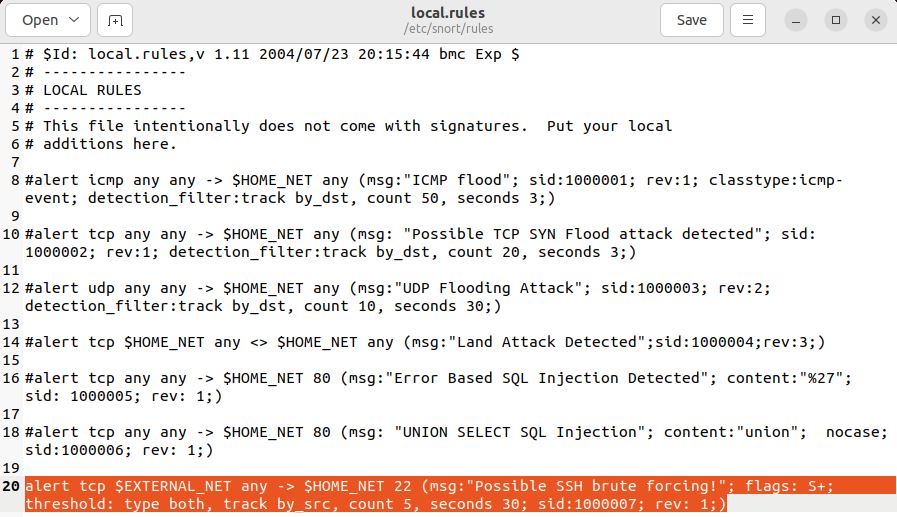 Open
local.rules
/etc/snort/rules
Save
1 # $Id: local.rules,v 1.11 2004/07/23 20:15:44 bmc Exp $
2 # ----------------
3 # LOCAL RULES
4 # ----------------
5 # This file intentionally does not come with signatures.  Put your local
6 # additions here.
7
8 #alert icmp any any -> $HOME_NET any (msg:"ICMP flood"; sid:1000001; rev:1; classtype:icmp-
event; detection_filter:track by_dst, count 50, seconds 3;)
9
10 #alert tcp any any -> $HOME_NET any (msg: "Possible TCP SYN Flood attack detected"; sid:
1000002; rev:1; detection_filter:track by_dst, count 20, seconds 3;)
11
12 #alert udp any any -> $HOME_NET any (msg:"UDP Flooding Attack"; sid:1000003; rev:2;
detection_filter:track by_dst, count 10, seconds 30;)
13
14 #alert tcp $HOME_NET any <> $HOME_NET any (msg:"Land Attack Detected";sid:1000004;rev:3;)
15
16 #alert tcp any any -> $HOME_NET 80 (msg:"Error Based SQL Injection Detected"; content:"%27";
sid: 1000005; rev: 1;)
17
18 #alert tcp any any -> $HOME_NET 80 (msg: "UNION SELECT SQL Injection"; content:"union";  nocase;
sid:1000006; rev: 1;)
19
20 alert tcp $EXTERNAL_NET any -> $HOME_NET 22 (msg:"Possible SSH brute forcing!"; flags: S+;
threshold: type both, track by_src, count 5, seconds 30; sid:1000007; rev: 1;)